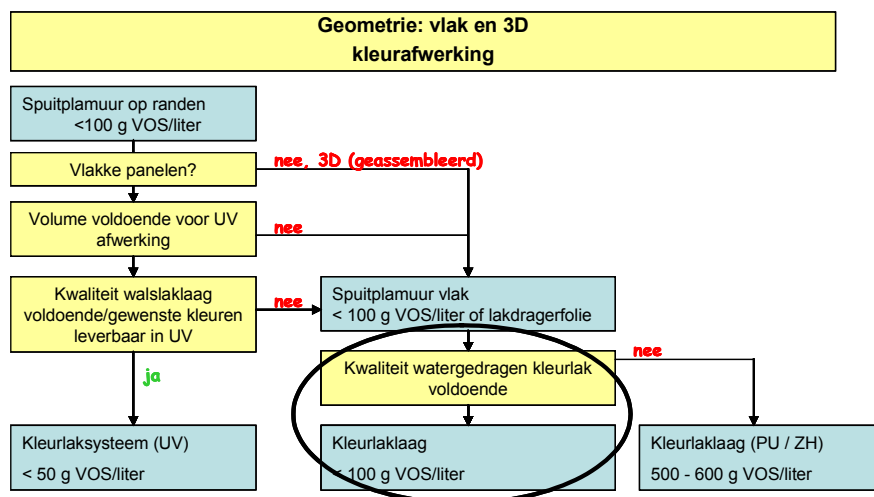 Geometrie: vlak en 3D
kleurafwerking
Spuitplamuur op randen
<100 g VOS/liter
nee, 3D (geassembleerd)
Vlakke panelen?
Volume voldoende voor UV
afwerking
nee
Kwaliteit walslaklaag
voldoende/gewenste kleuren
leverbaar in UV
nee
Spuitplamuur vlak
< 100 g VOS/liter of lakdragerfolie
ja
Kwaliteit watergedragen kleurlak
voldoende
nee
Kleurlaksysteem (UV)
< 50 g VOS/liter
Kleurlaklaag
< 100 g VOS/liter
Kleurlaklaag (PU / ZH)
500 - 600 g VOS/liter